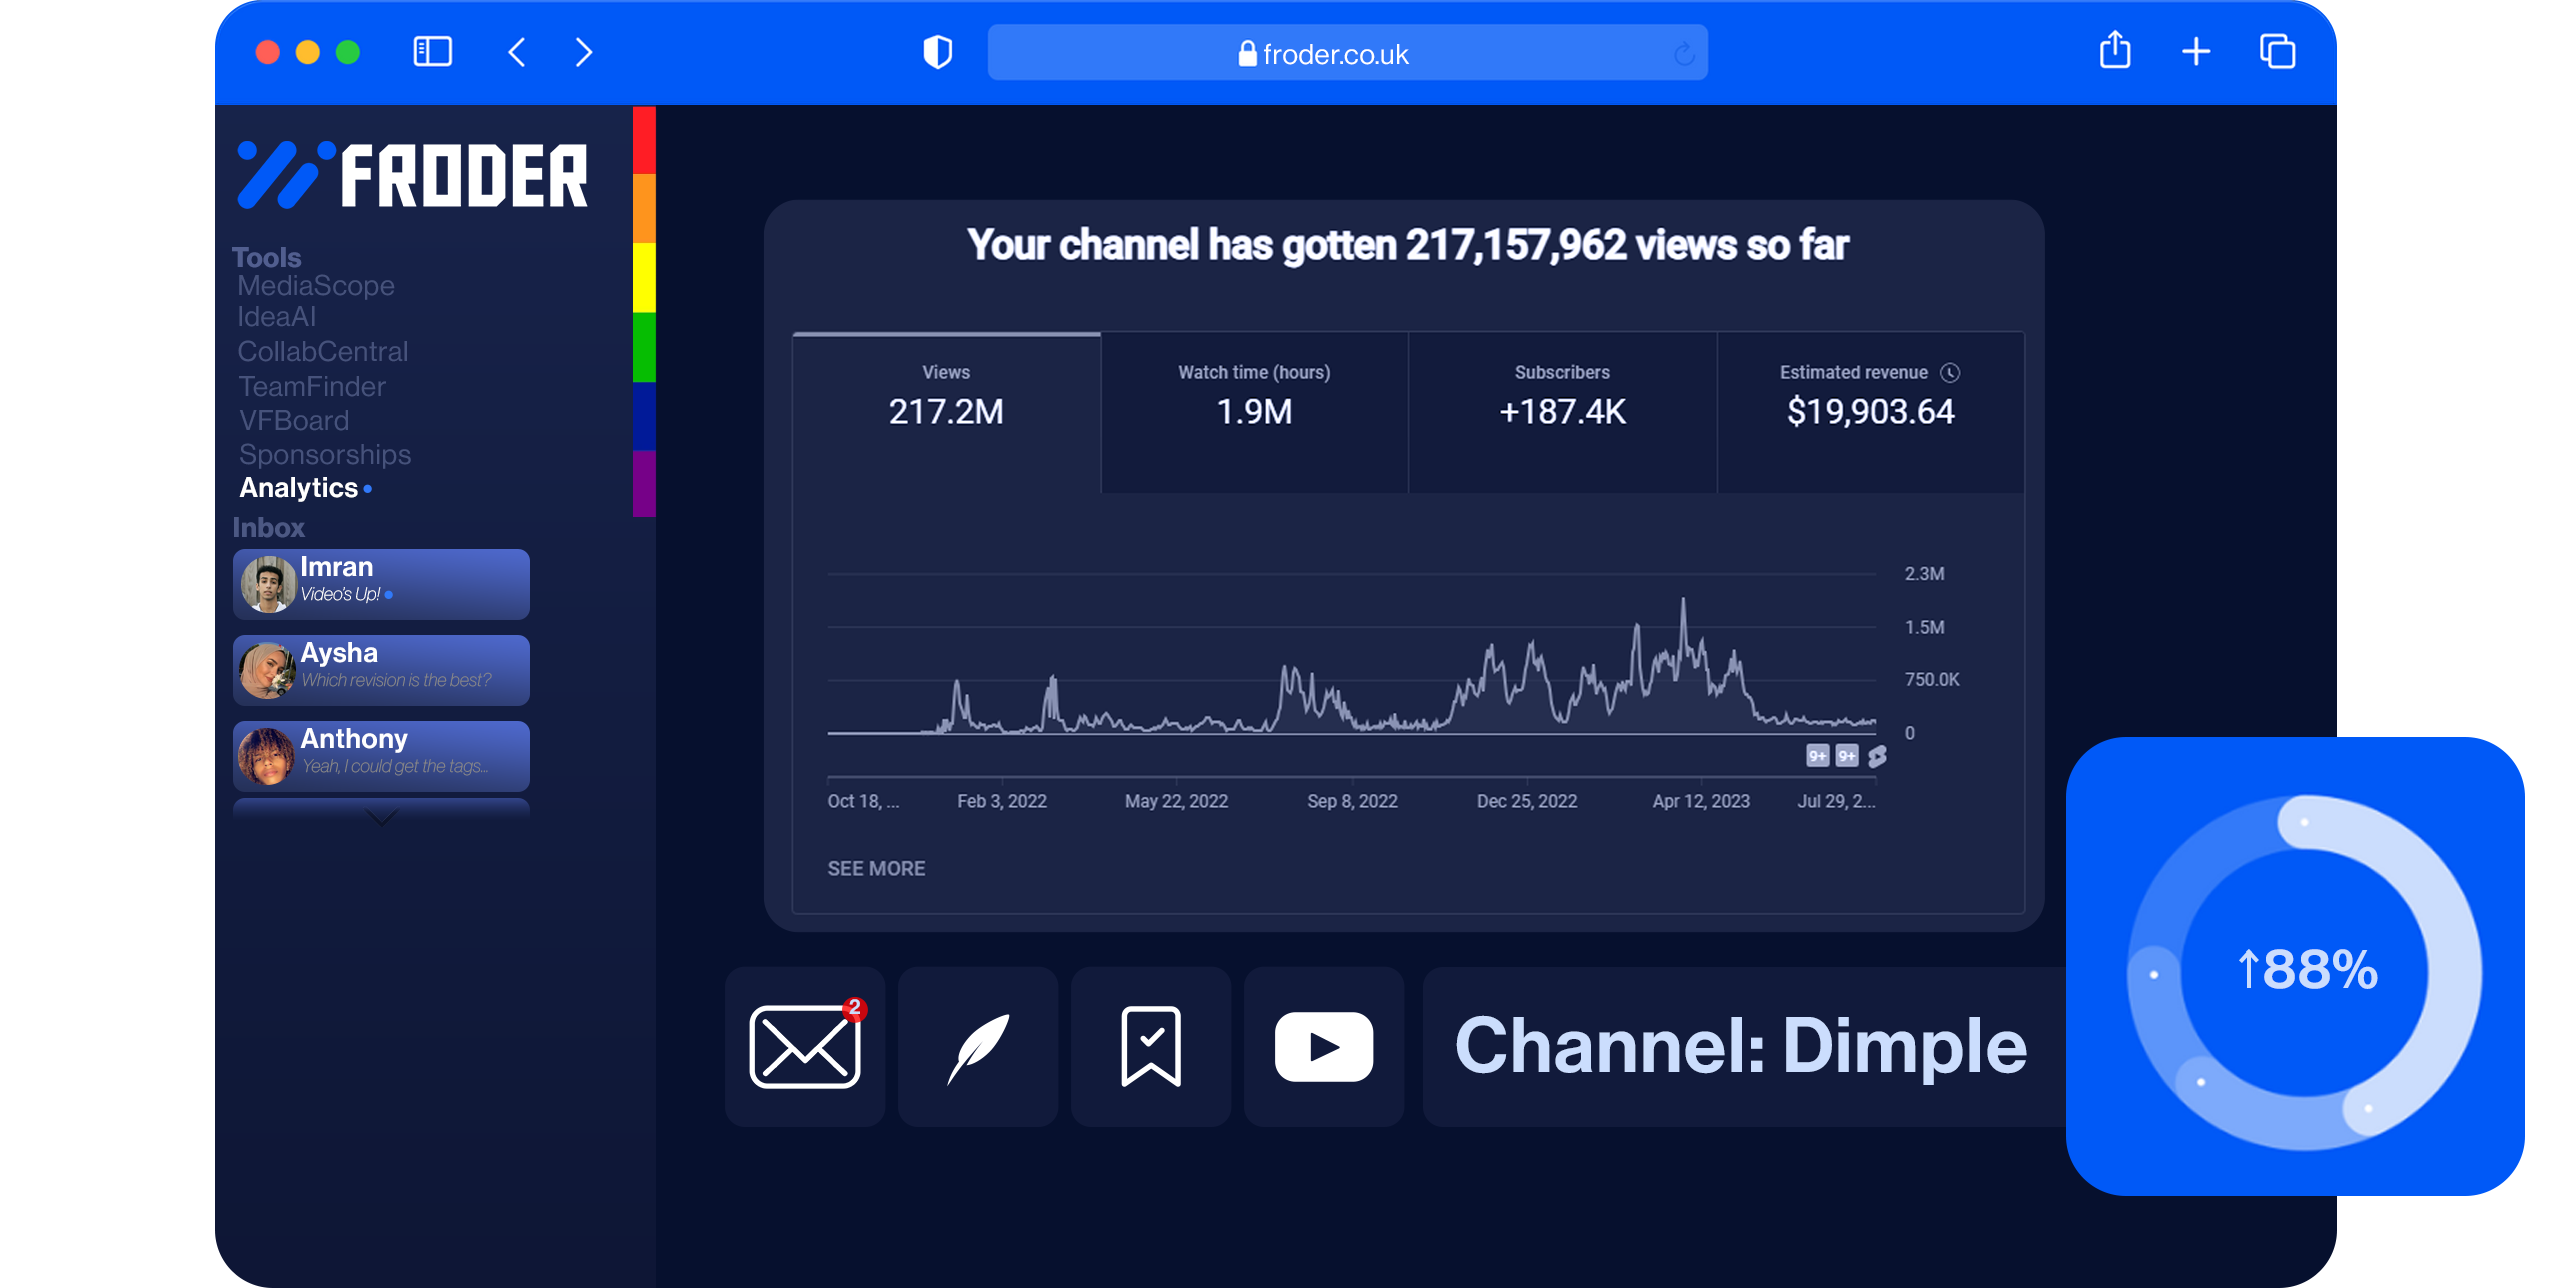 froder.co.uk
FRODER
Tools
MediaScope
IdeaAI
CollabCentral
TeamFinder
VFBoard
Sponsorships
Analytics
Inbox
Imran
Video's Up!
Aysha
Which revision is the best?
Anthony
Yeah, I could get the tags...
Your channel has gotten 217,157,962 views so far
Views
217.2M
Watch time (hours)
1.9M
Subscribers
+187.4K
Estimated revenue
$19,903.64
2.3M
1.5M
750.0K
0
9+ 9+
Oct 18, ... Feb 3, 2022 May 22, 2022 Sep 8, 2022 Dec 25, 2022 Apr 12, 2023 Jul 29, 2...
SEE MORE
2
Channel: Dimple
↑88%